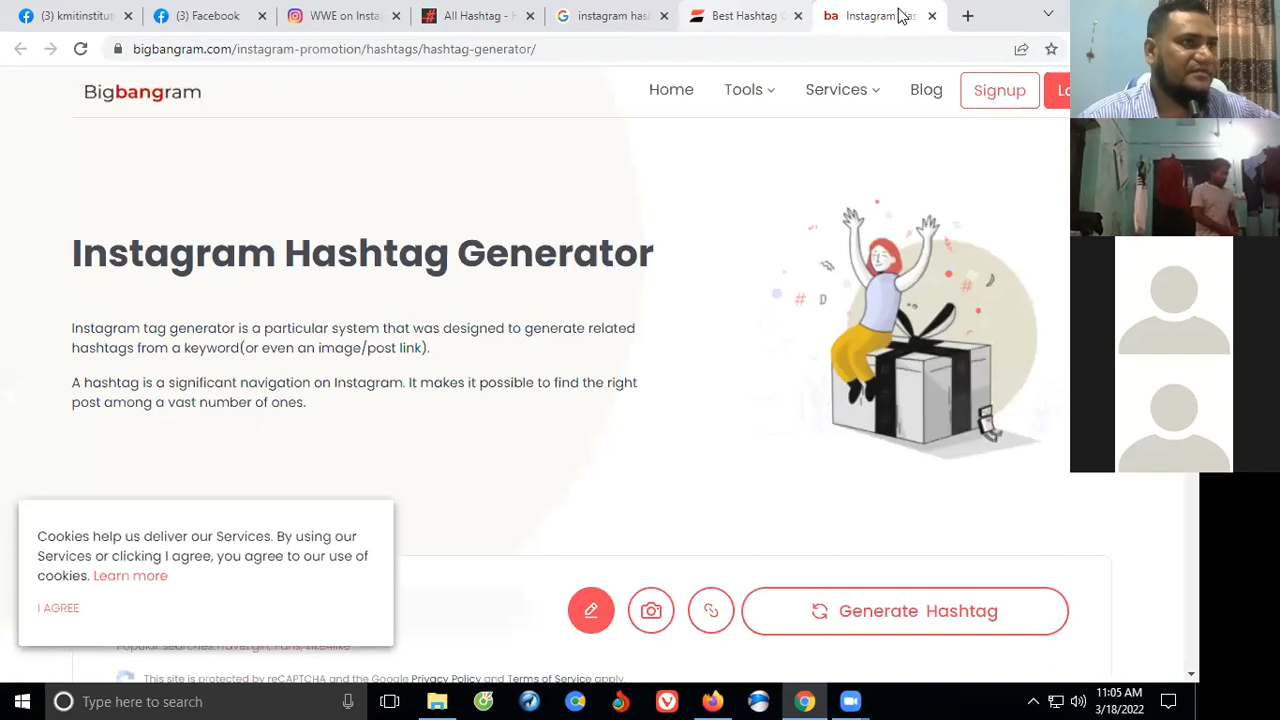 (3) kmitinstitut
(3) Facebook
WWE on Insta
All Hashtag - H
instagram has
Best Hashtag G
Instagram Has
bigbangram.com/instagram-promotion/hashtags/hashtag-generator/
Bigbangram
Home
Tools
Services
Blog
Signup
Lo
Instagram Hashtag Generator
Instagram tag generator is a particular system that was designed to generate related
hashtags from a keyword(or even an image/post link).
A hashtag is a significant navigation on Instagram. It makes it possible to find the right
post among a vast number of ones.
Cookies help us deliver our Services. By using our
Services or clicking I agree, you agree to our use of
cookies. Learn more
I AGREE
Generate Hashtag
Popular searches:
This site is protected by reCAPTCHA and the Google Privacy Policy and Terms of Service apply.
Type here to search
11:05 AM
3/18/2022